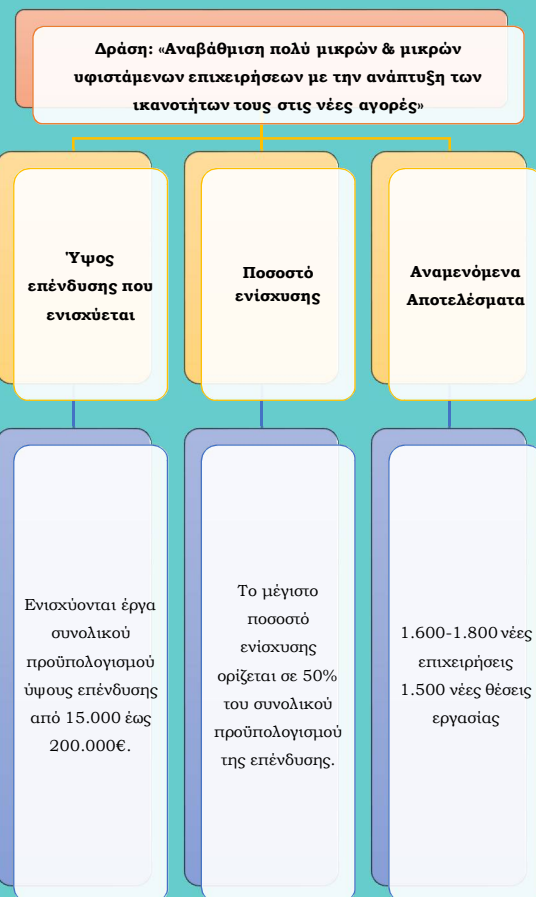 Δράση: «Αναβάθμιση πολύ μικρών & μικρών
υφιστάμενων επιχειρήσεων με την ανάπτυξη των
ικανοτήτων τους στις νέες αγορές»
Ύψος
επένδυσης που
ενισχύεται
Ποσοστό
ενίσχυσης
Αναμενόμενα
Αποτελέσματα
Ενισχύονται έργα
συνολικού
προϋπολογισμού
ύψους επένδυσης
από 15.000 έως
200.000€.
Το μέγιστο
ποσοστό
ενίσχυσης
ορίζεται σε 50%
του συνολικού
προϋπολογισμού
της επένδυσης.
1.600-1.800 νέες
επιχειρήσεις
1.500 νέες θέσεις
εργασίας